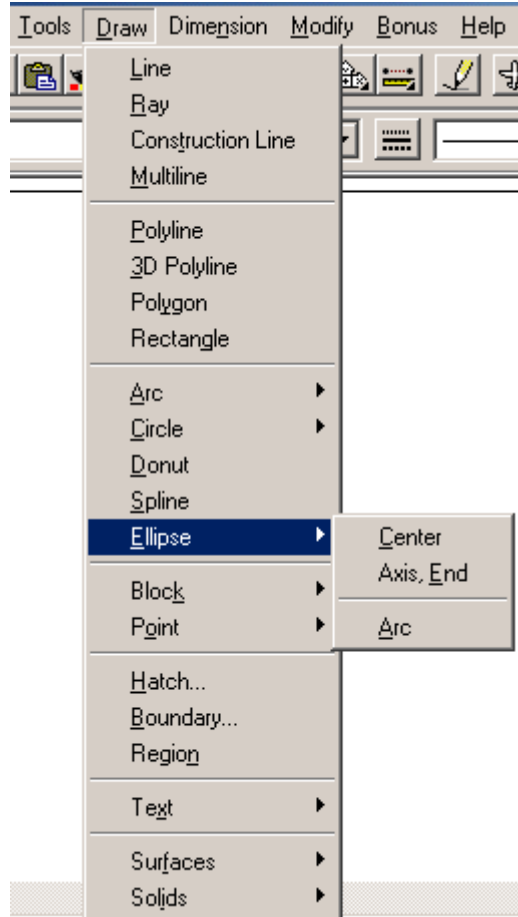 Tools Draw Dimension Modify Bonus Help
Line
Ray
Construction Line
Multiline
Polyline
3D Polyline
Polygon
Rectangle
Arc
Circle
Donut
Spline
Ellipse
Center
Axis, End
Arc
Block
Point
Hatch...
Boundary...
Region
Text
Surfaces
Solids